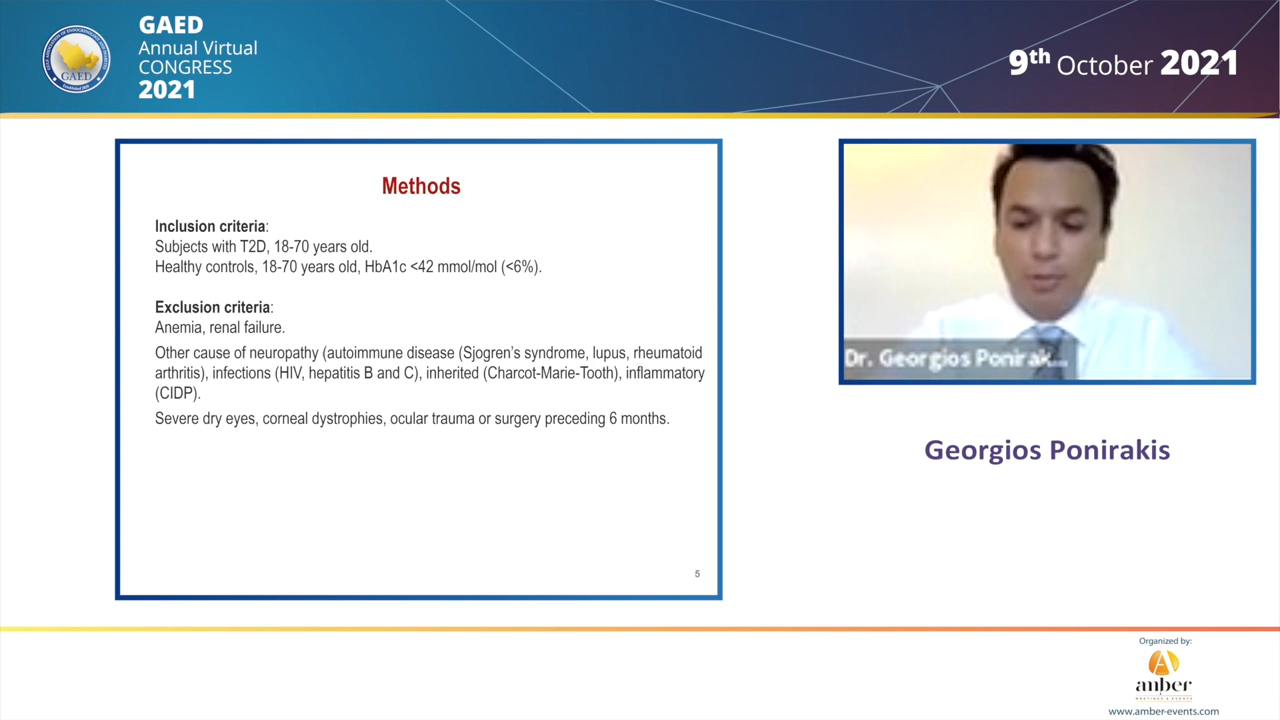 GAED
Annual Virtual
CONGRESS
2021
9th October 2021
GAED
Methods
Inclusion criteria:
Subjects with T2D, 18-70 years old.
Healthy controls, 18-70 years old, HbA1c <42 mmol/mol (<6%).
Exclusion criteria:
Anemia, renal failure.
Other cause of neuropathy (autoimmune disease (Sjogren's syndrome, lupus, rheumatoid
arthritis), infections (HIV, hepatitis B and C), inherited (Charcot-Marie-Tooth), inflammatory
(CIDP).
Severe dry eyes, corneal dystrophies, ocular trauma or surgery preceding 6 months.
5
Dr. Georgios Ponirak...
Georgios Ponirakis
Organized by:
anber
MEETINGS & EVENTS
www.amber-events.com